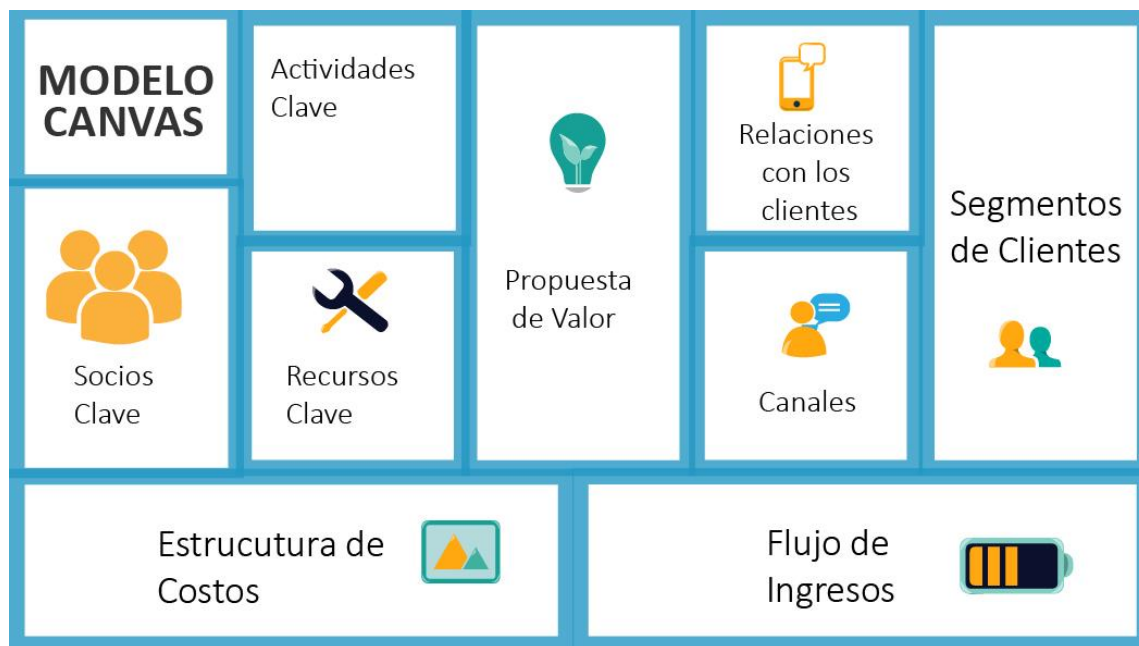 MODELO
CANVAS
Actividades
Clave
Relaciones
con los
clientes
Segmentos
de Clientes
Propuesta
de Valor
Socios
Clave
Recursos
Clave
Canales
Estrucutura de
Costos
Flujo de
Ingresos